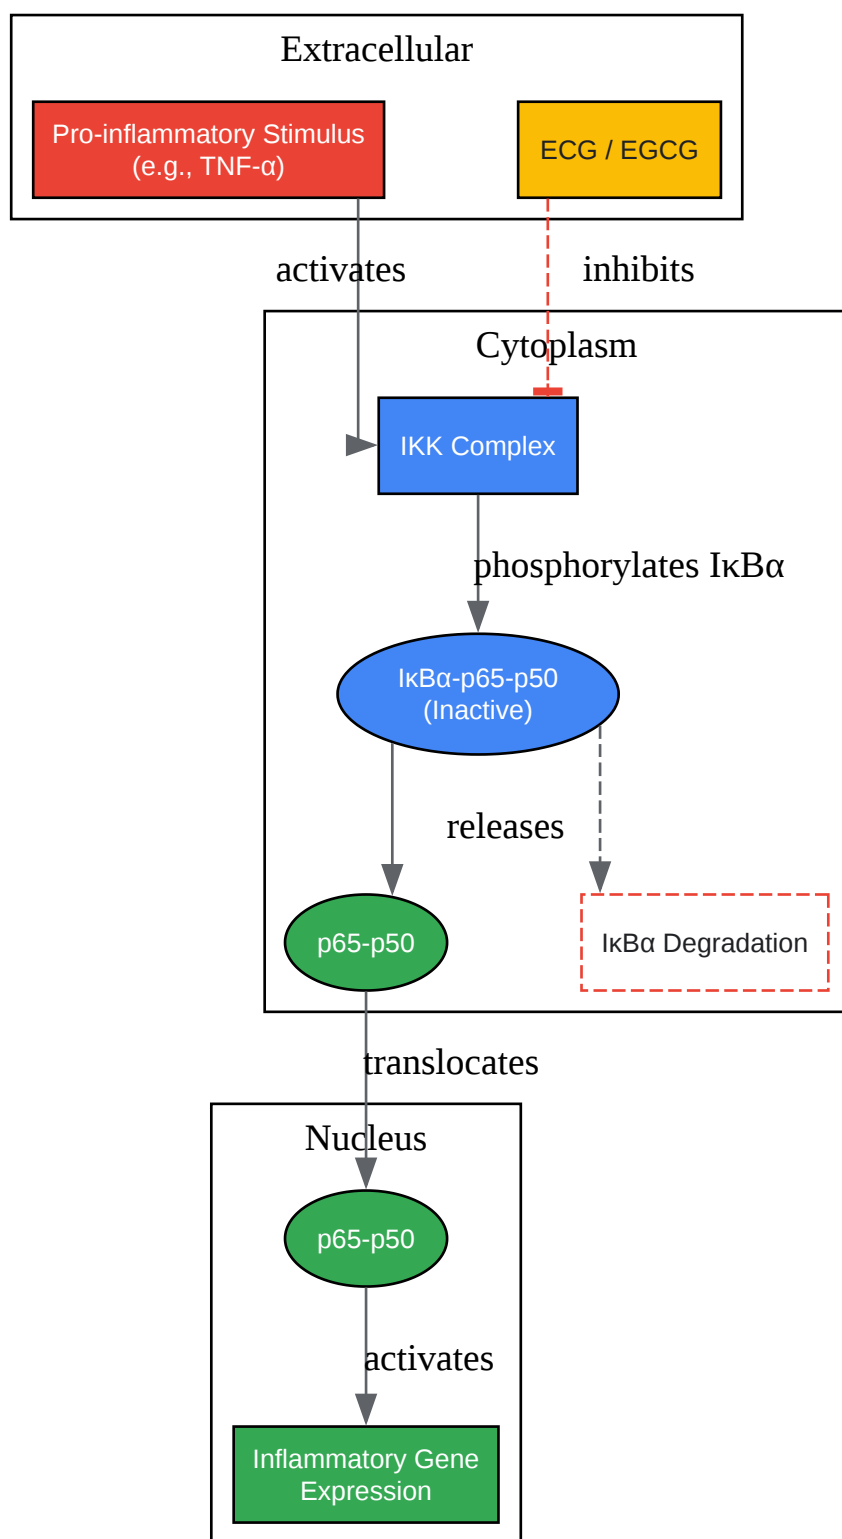 Extracellular
Pro-inflammatory Stimulus
(e.g., TNF-α)
ECG / EGCG
activates
inhibits
Cytoplasm
IKK Complex
phosphorylates IκBα
IκBα-p65-p50
(Inactive)
releases
p65-p50
IκBα Degradation
translocates
Nucleus
p65-p50
activates
Inflammatory Gene
Expression